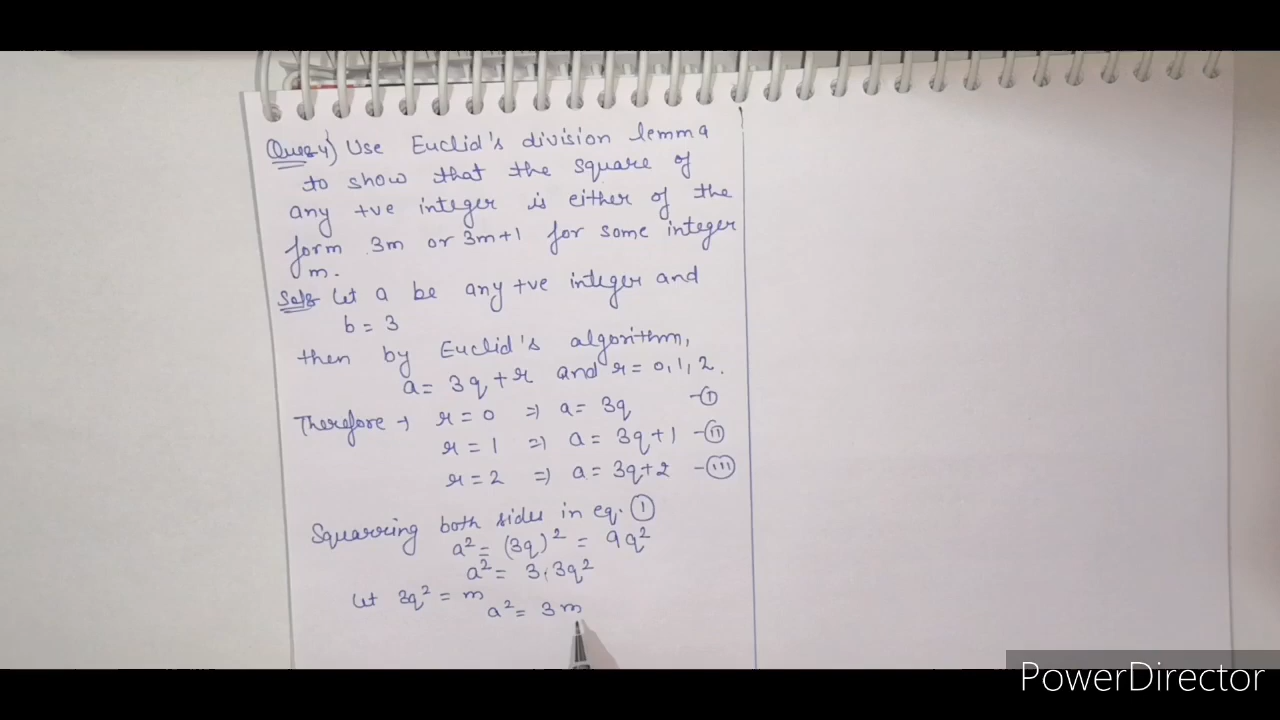 Ques 4) Use Euclid's division lemma
to show that the square of
any +ve integer is either of the
form 3m or 3m+1 for some integer
m.
Sol: Let a be any +ve integer and
b = 3
then by Euclid's algorithm,
a = 3q + r and r = 0, 1, 2.
Therefore → r = 0 ⇒ a = 3q -Ⓘ
r = 1 ⇒ a = 3q+1 -(II)
r = 2 ⇒ a = 3q+2 -(III)
Squarring both sides in eq. Ⓘ
a² = (3q)² = 9q²
a² = 3.3q²
Let 3q² = m
a² = 3m
PowerDirector